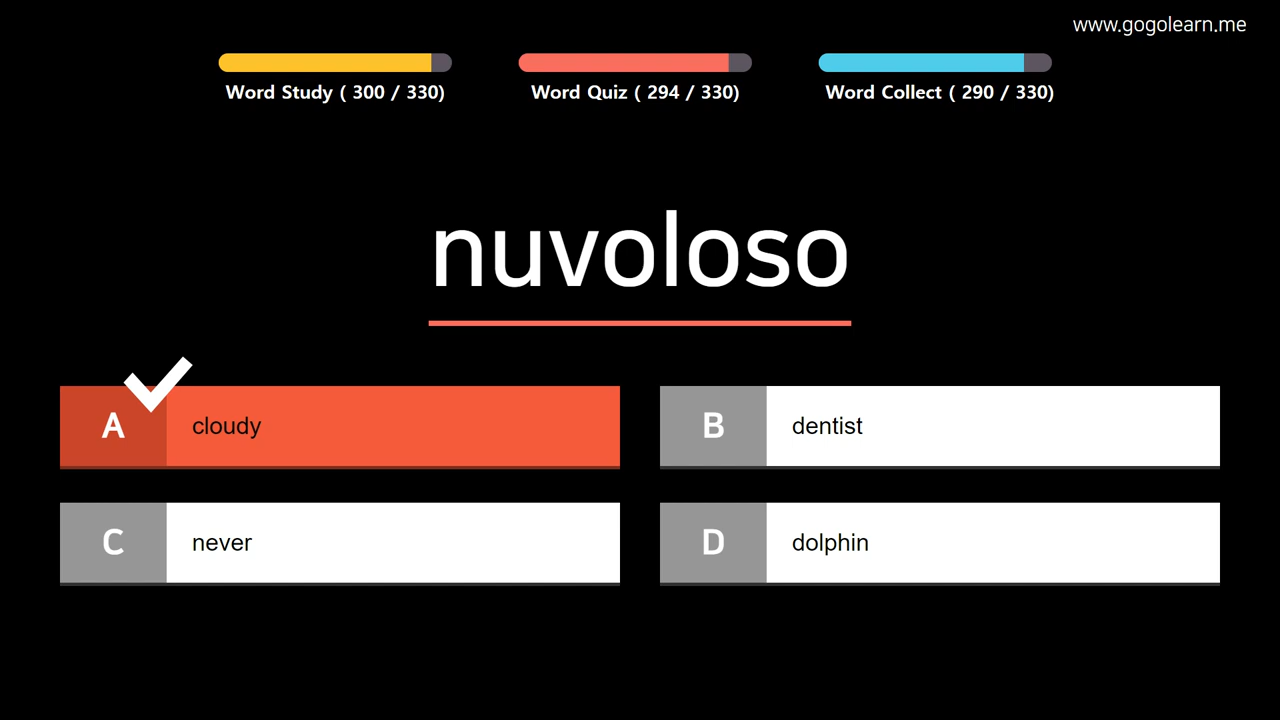 www.gogolearn.me
Word Study ( 300 / 330)
Word Quiz ( 294 / 330)
Word Collect ( 290 / 330)
nuvoloso
A cloudy
B dentist
C never
D dolphin